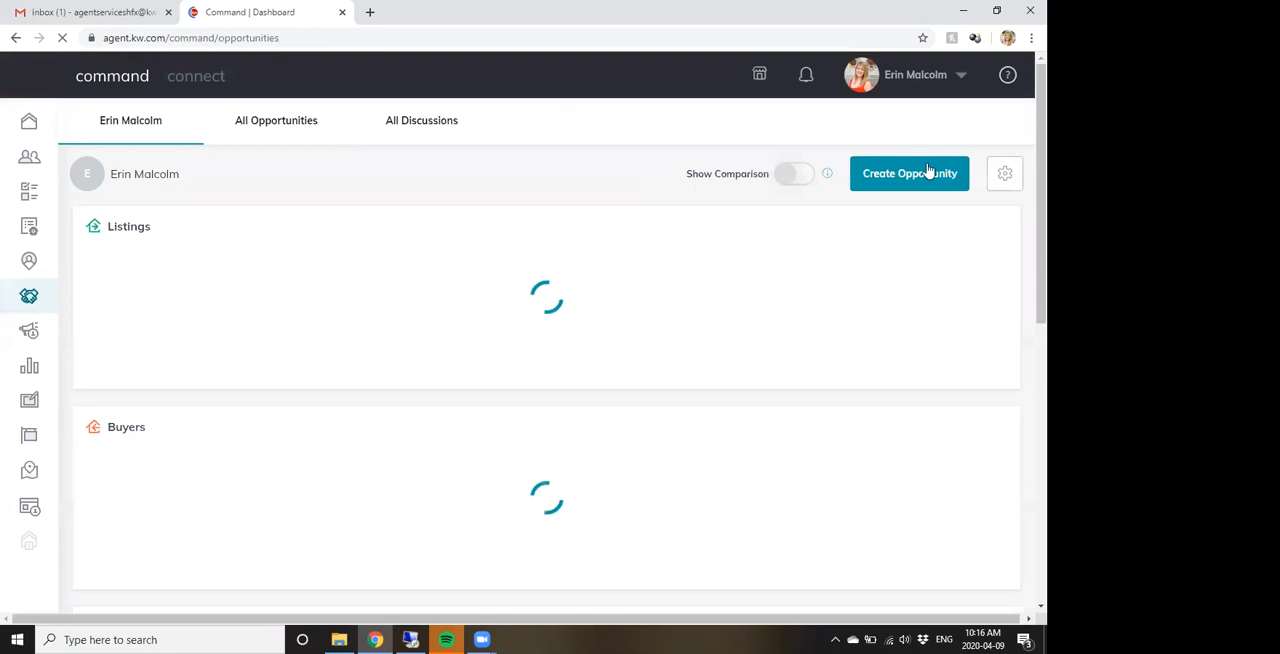 inbox (1) - agentserviceshfx@kw
Command | Dashboard
agent.kw.com/command/opportunities
command connect
Erin Malcolm
Erin Malcolm All Opportunities All Discussions
E Erin Malcolm
Show Comparison
Create Opportunity
Listings
Buyers
Type here to search
ENG
10:16 AM
2020-04-09
3